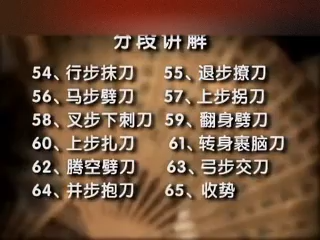 分段讲解
54、行步抹刀 55、退步撩刀
56、马步劈刀 57、上步拐刀
58、叉步下刺刀 59、翻身劈刀
60、上步扎刀 61、转身裹脑刀
62、腾空劈刀 63、弓步交刀
64、并步抱刀 65、收势